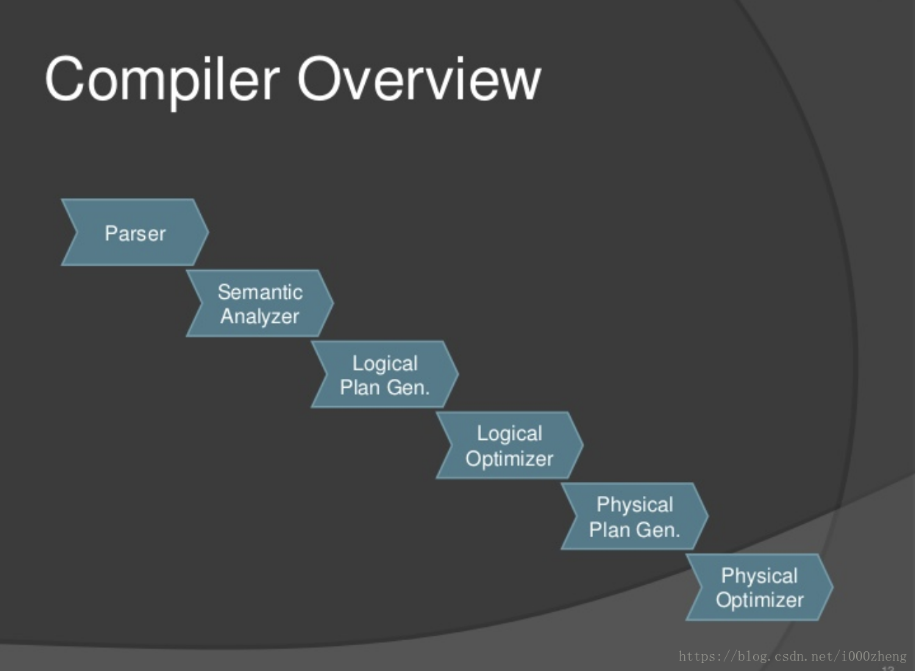 Compiler Overview
Parser
Semantic
Analyzer
Logical
Plan Gen.
Logical
Optimizer
Physical
Plan Gen.
Physical
Optimizer
https://blog.csdn.net/i000zheng